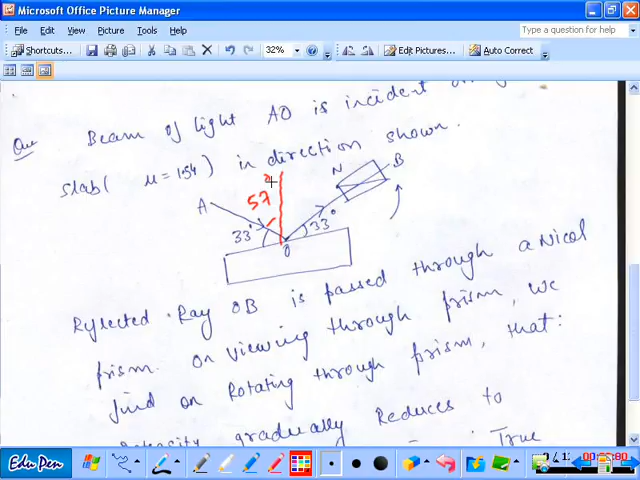 Microsoft Office Picture Manager
File Edit View Picture Tools Help
Type a question for help
Shortcuts... 32% Edit Pictures... Auto Correct
Que Beam of light AO is incident on
slab( μ = 1.54) in direction shown.
A 33° 57° O 33° N B
Reflected Ray OB is passed through a Nicol
prism. On viewing through prism, we
find on Rotating through prism, that:
gradually Reduces to
True
Edu Pen